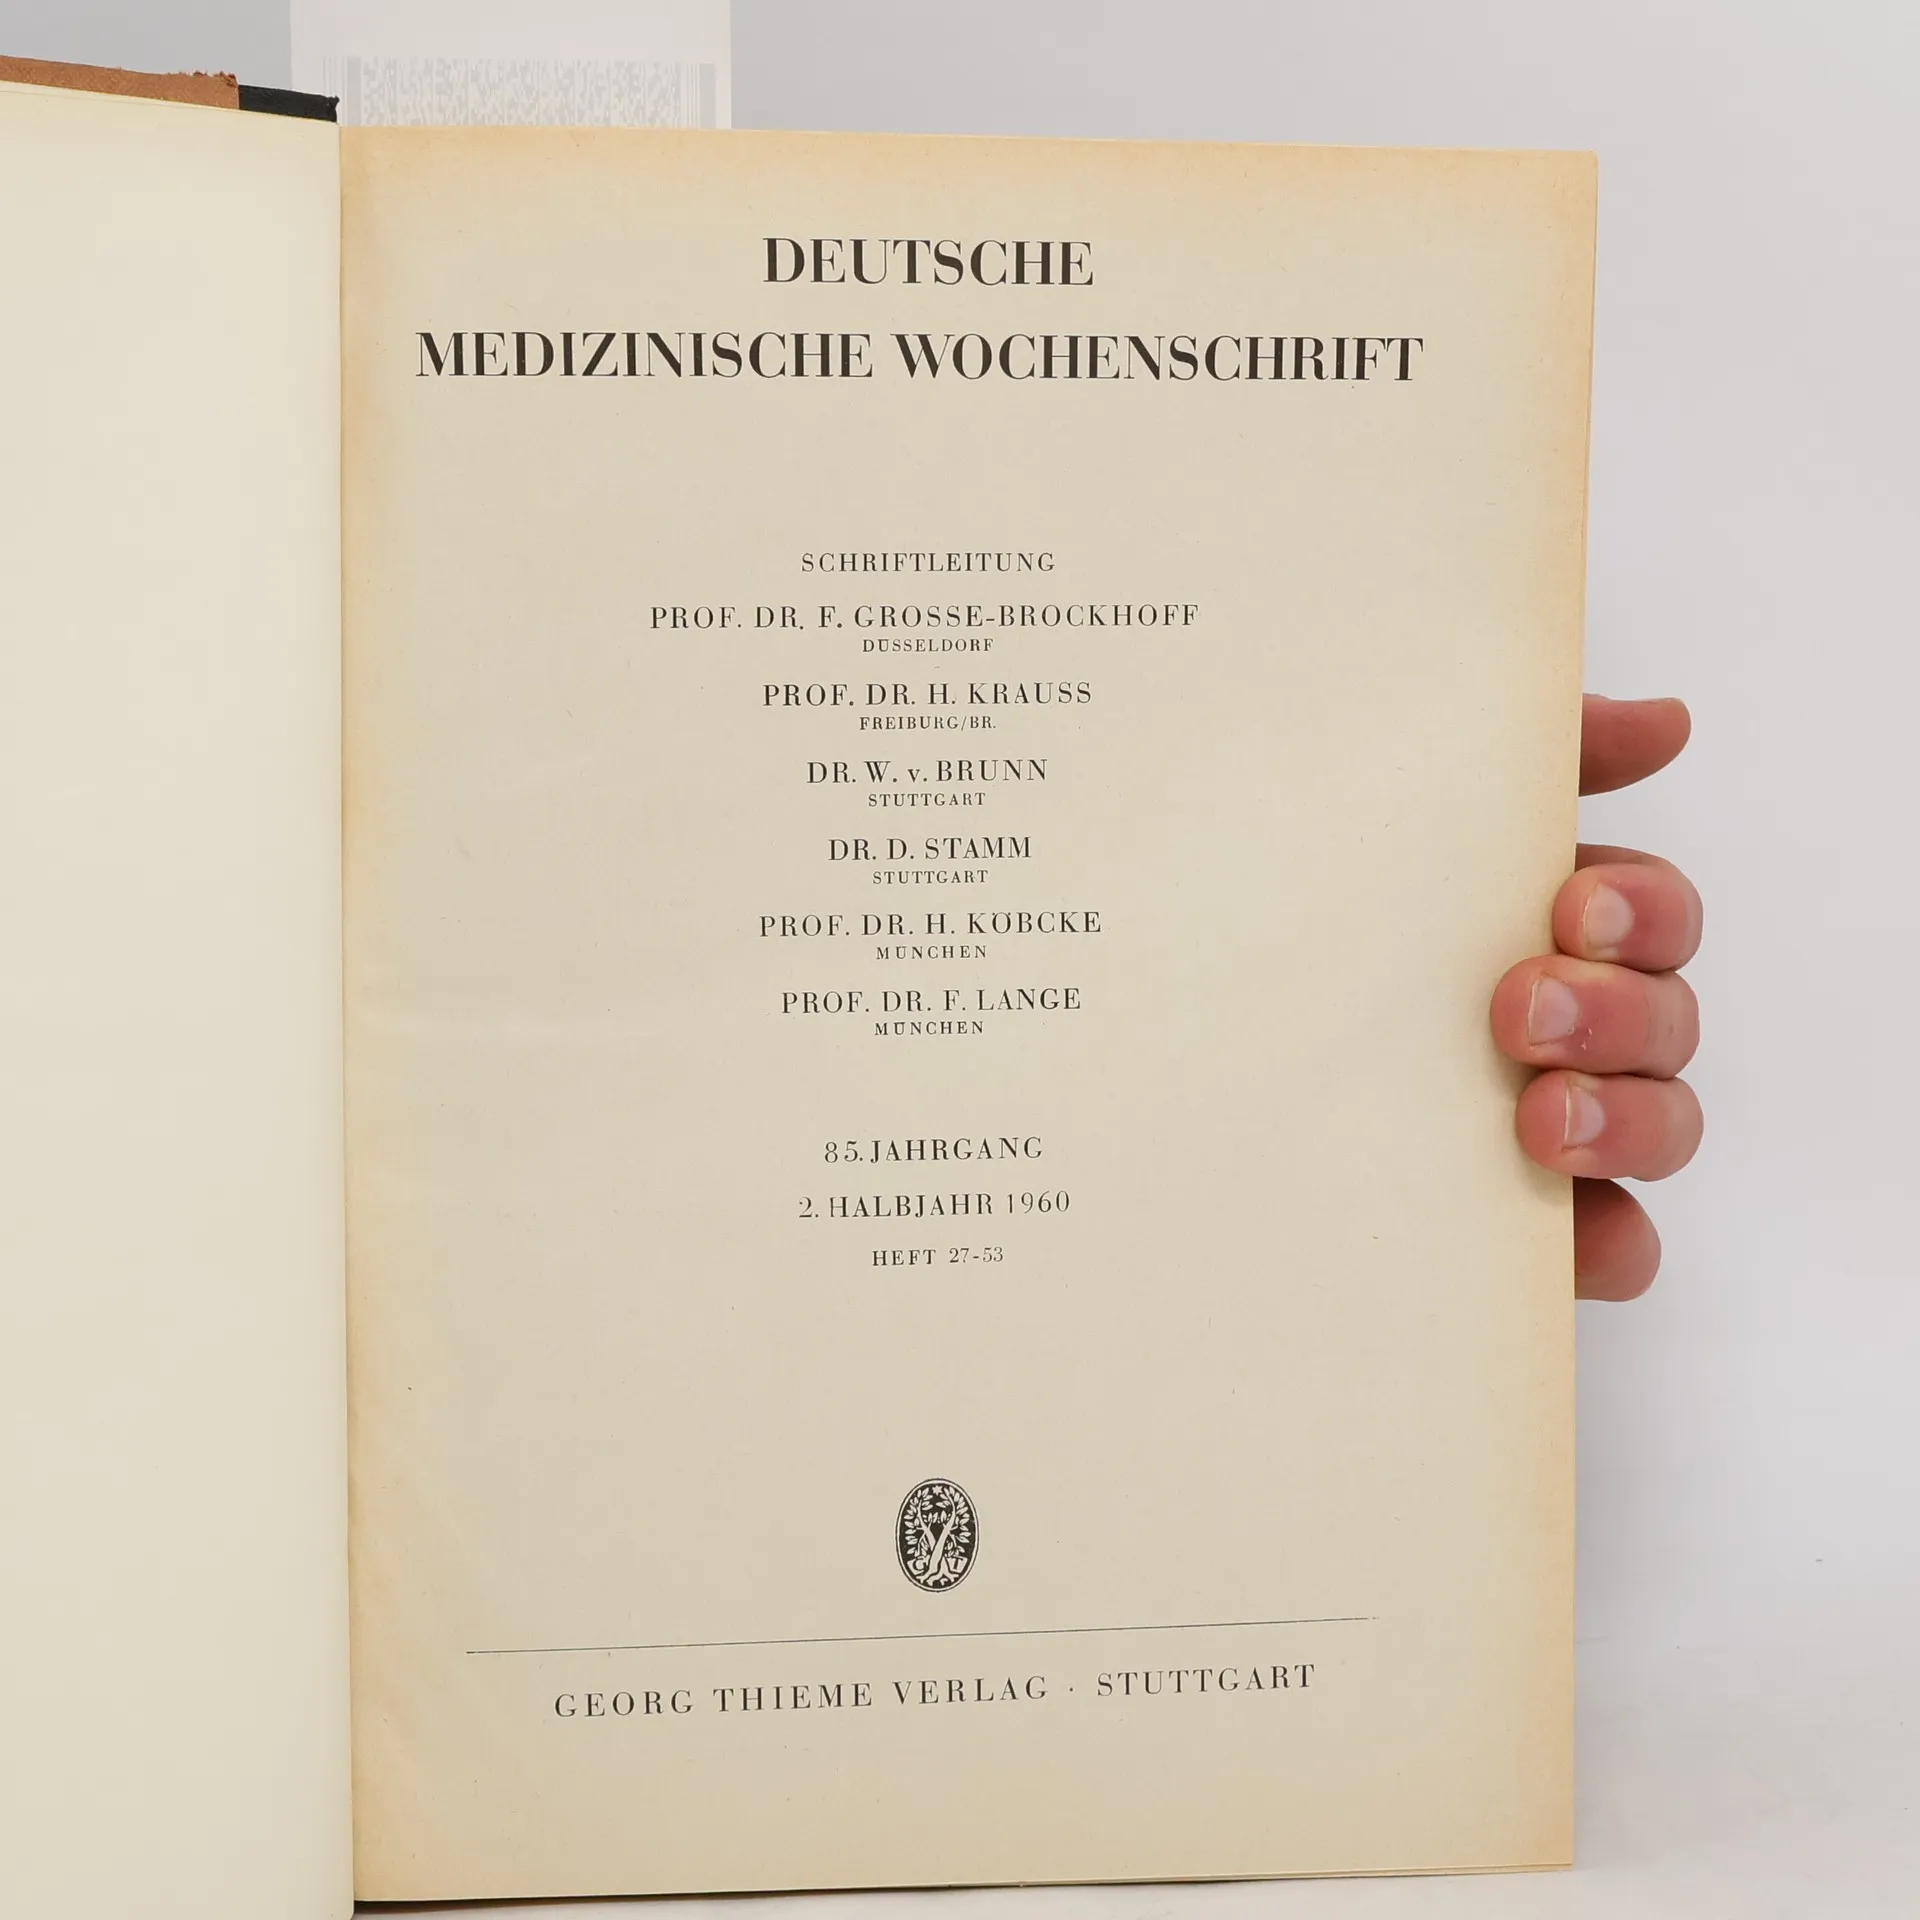 DEUTSCHE
MEDIZINISCHE WOCHENSCHRIFT
SCHRIFTLEITUNG
PROF. DR. F. GROSSE-BROCKHOFF
DÜSSELDORF
PROF. DR. H. KRAUSS
FREIBURG/BR.
DR. W. v. BRUNN
STUTTGART
DR. D. STAMM
STUTTGART
PROF. DR. H. KÖBCKE
MÜNCHEN
PROF. DR. F. LANGE
MÜNCHEN
85. JAHRGANG
2. HALBJAHR 1960
HEFT 27-53
G T
GEORG THIEME VERLAG · STUTTGART